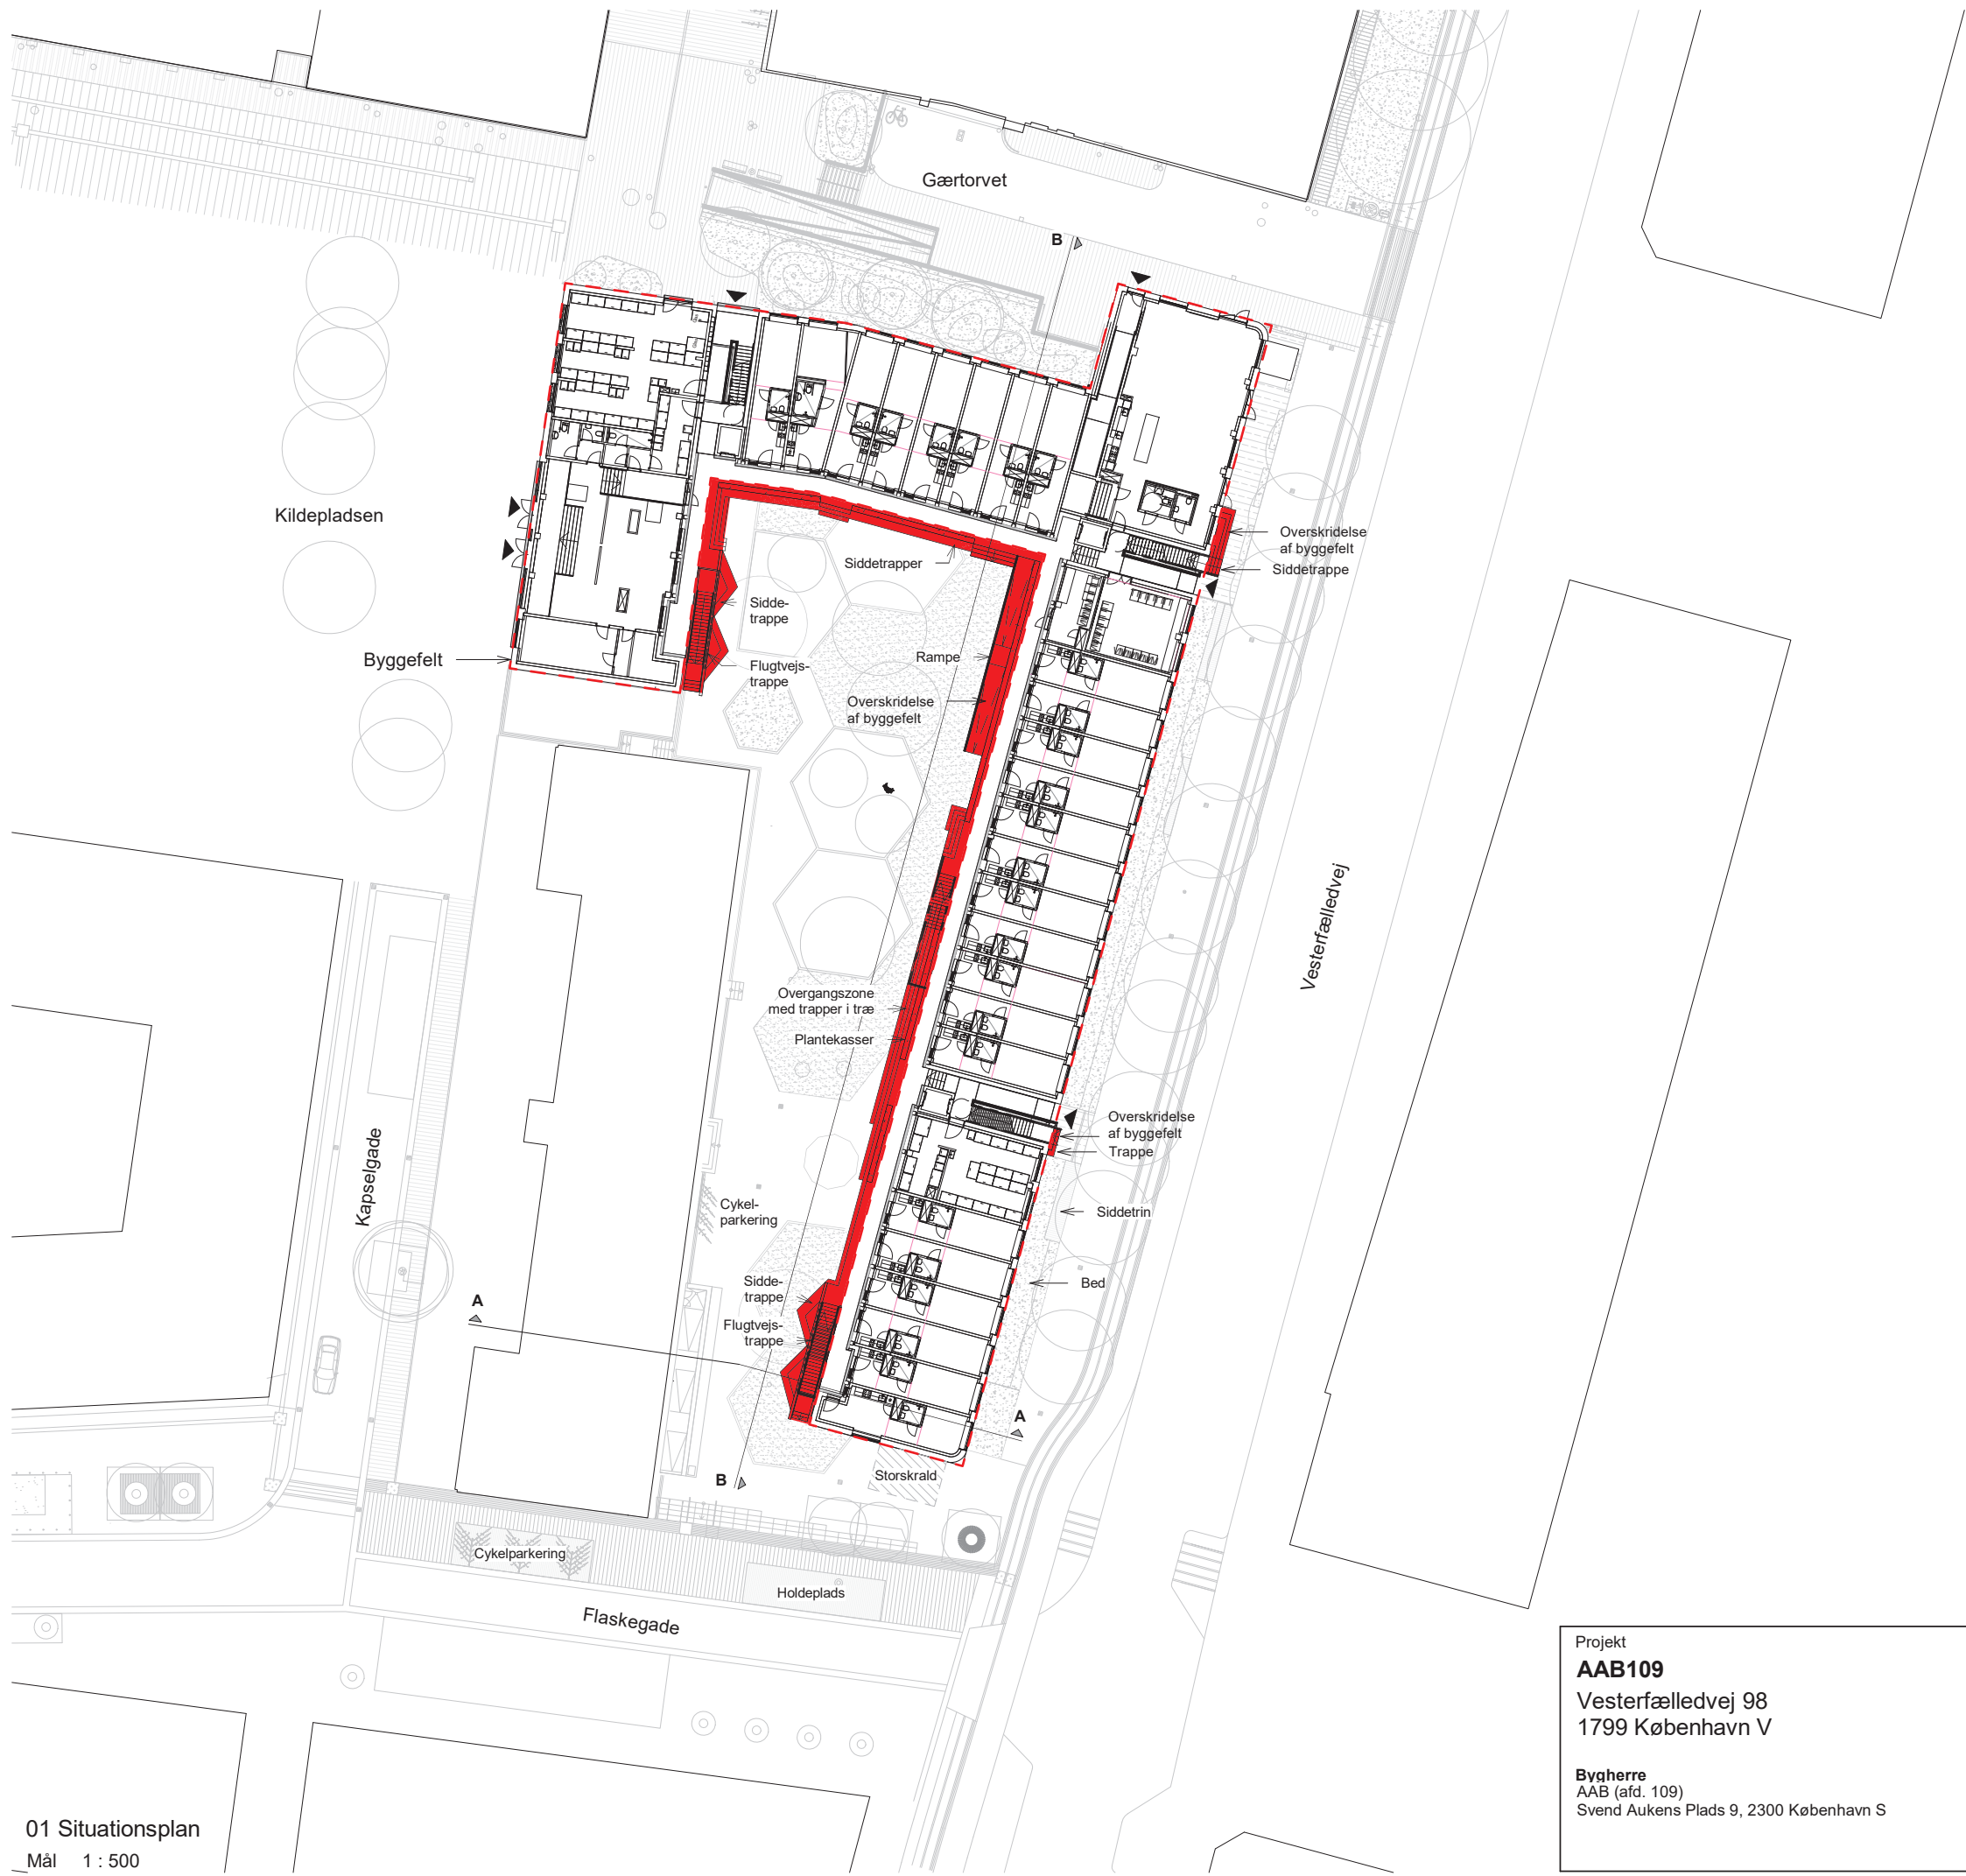 Gærtorvet
B
Kildepladsen
Overskridelse
af byggefelt
Siddetrappe
Siddetrapper
Sidde-
trappe
Byggefelt
Flugtvejs-
trappe
Rampe
Overskridelse
af byggefelt
Vesterfælledvej
Overgangszone
med trapper i træ
Plantekasser
Overskridelse
af byggefelt
Trappe
Kapselgade
Cykel-
parkering
Siddetrin
Sidde-
trappe
Bed
A
Flugtvejs-
trappe
A
B
Storskrald
Cykelparkering
Holdeplads
Flaskegade
Projekt
AAB109
Vesterfælledvej 98
1799 København V
Bygherre
AAB (afd. 109)
Svend Aukens Plads 9, 2300 København S
01 Situationsplan
Mål 1 : 500